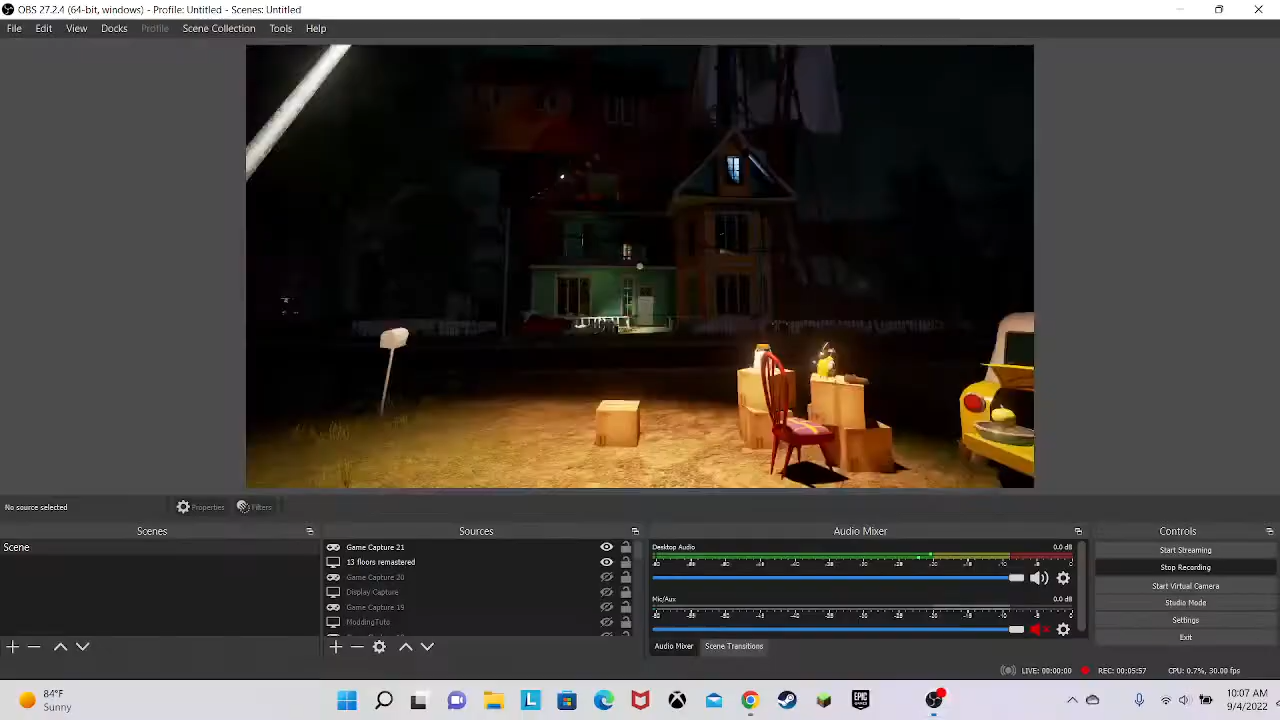 OBS 27.2.4 (64-bit, windows) - Profile: Untitled - Scenes: Untitled
File Edit View Docks Profile Scene Collection Tools Help
No source selected Properties Filters
Scenes Sources Audio Mixer Controls
Scene
Game Capture 21
13 floors remastered
Game Capture 20
Display Capture
Game Capture 19
ModdingTuto
Desktop Audio 0.0 dB
Mic/Aux 0.0 dB
Audio Mixer Scene Transitions
Start Streaming
Stop Recording
Start Virtual Camera
Studio Mode
Settings
Exit
LIVE: 00:00:00 REC: 00:05:57 CPU: 0.7%, 30.00 fps
84°F
Sunny
EPIC
GAMES
10:07 AM
9/4/2022